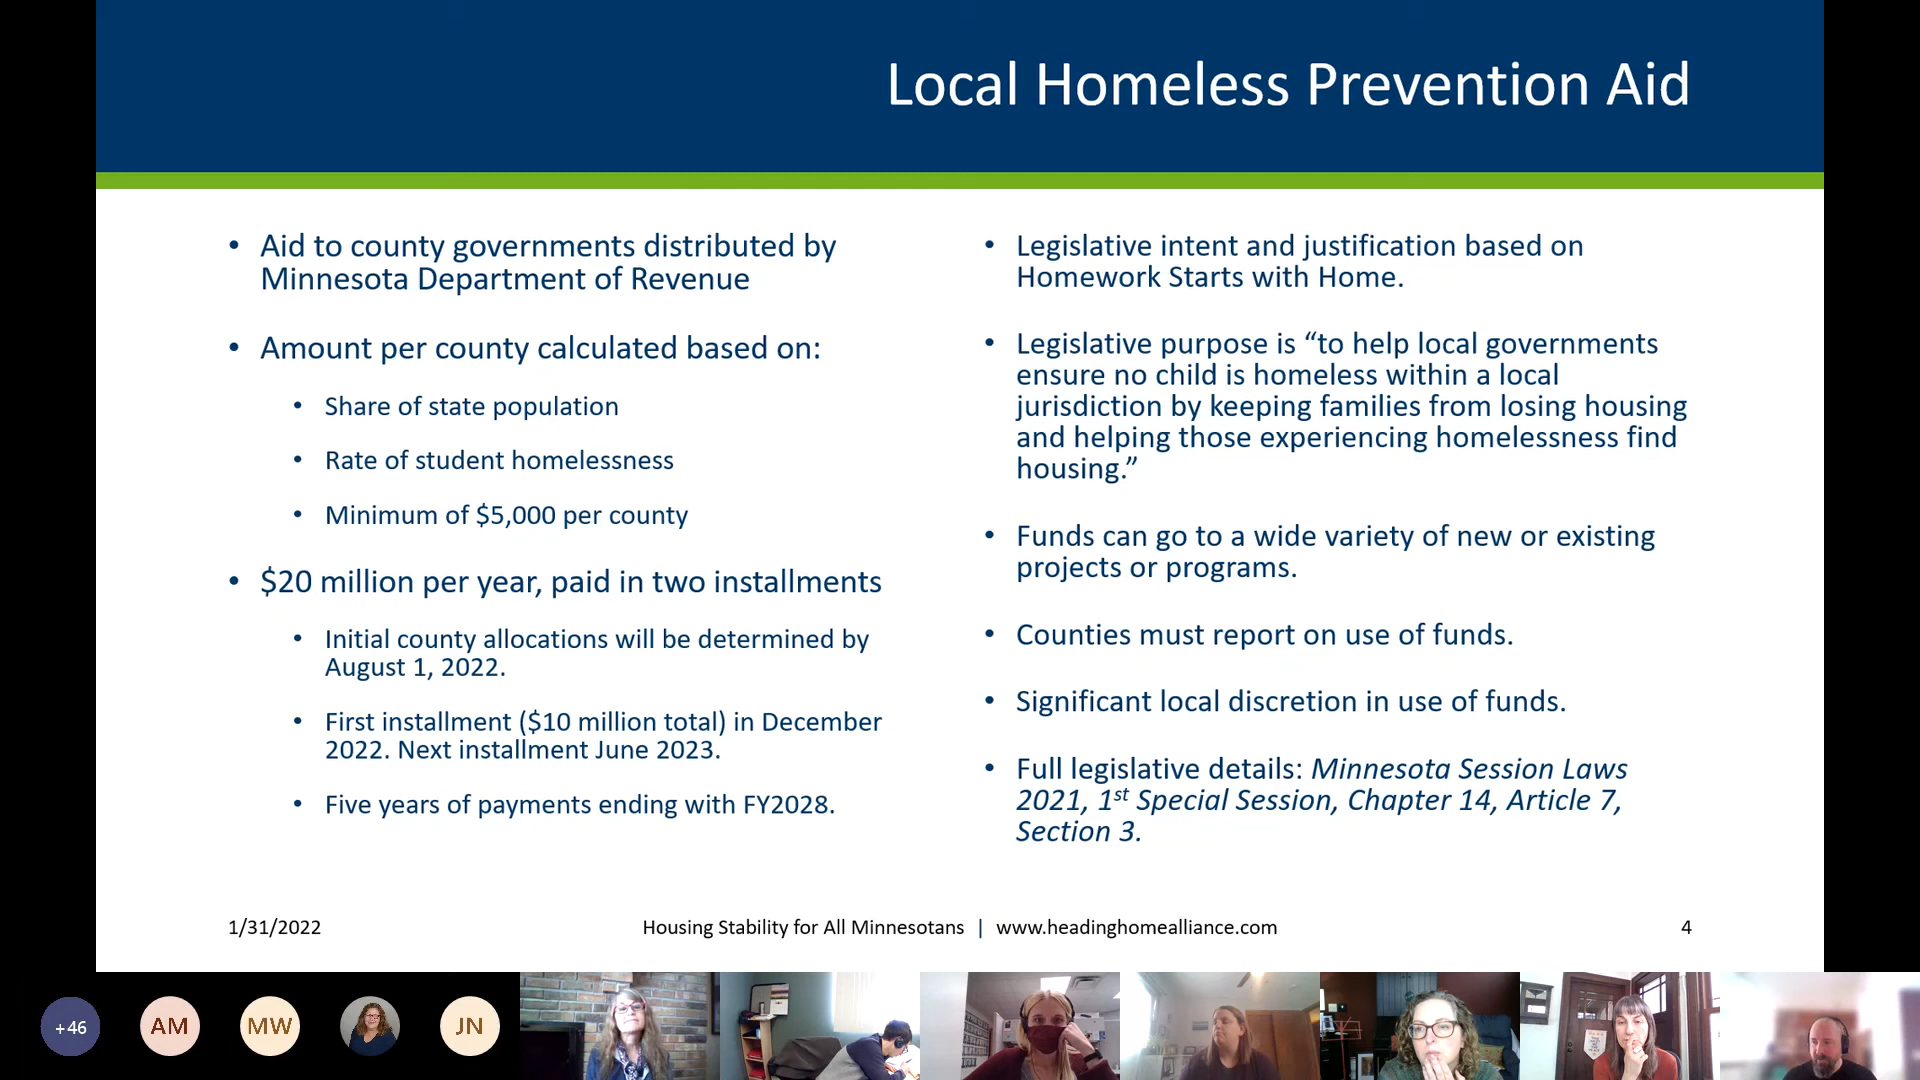 Local Homeless Prevention Aid
• Aid to county governments distributed by
Minnesota Department of Revenue
• Amount per county calculated based on:
• Share of state population
• Rate of student homelessness
• Minimum of $5,000 per county
• $20 million per year, paid in two installments
• Initial county allocations will be determined by
August 1, 2022.
• First installment ($10 million total) in December
2022. Next installment June 2023.
• Five years of payments ending with FY2028.
• Legislative intent and justification based on
Homework Starts with Home.
• Legislative purpose is “to help local governments
ensure no child is homeless within a local
jurisdiction by keeping families from losing housing
and helping those experiencing homelessness find
housing.”
• Funds can go to a wide variety of new or existing
projects or programs.
• Counties must report on use of funds.
• Significant local discretion in use of funds.
• Full legislative details: Minnesota Session Laws
2021, 1st Special Session, Chapter 14, Article 7,
Section 3.
1/31/2022
Housing Stability for All Minnesotans | www.headinghomealliance.com
4
+46
AM
MW
JN